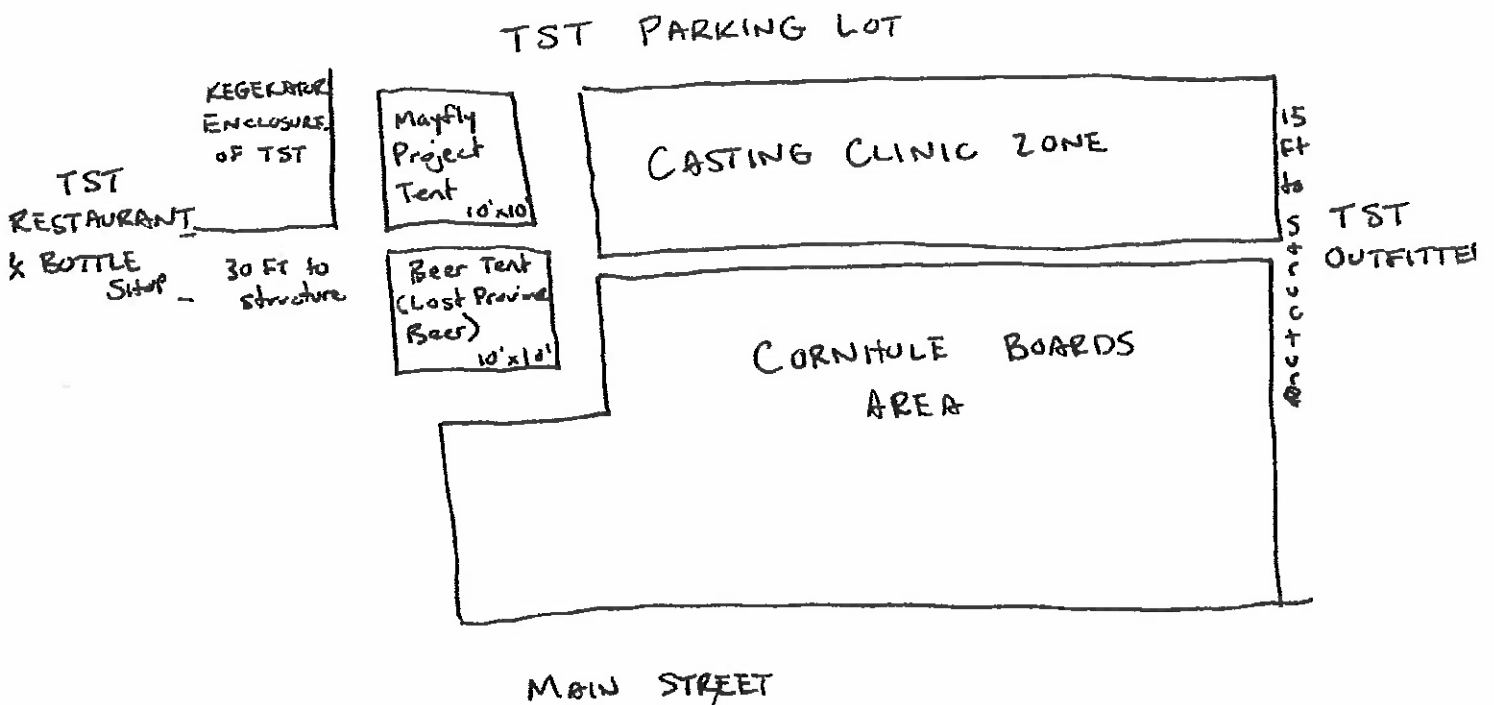 TST PARKING LOT
KEGERATOR
ENCLOSURE
OF TST
TST
RESTAURANT
& BOTTLE
SHOP
30 FT to
structure
Mayfly
Project
Tent
10'x10'
Beer Tent
(Lost Province
Beer)
10'x10'
CASTING CLINIC ZONE
CORNHOLE BOARDS
AREA
15
Ft
to
structure
TST
OUTFITTE
MAIN STREET